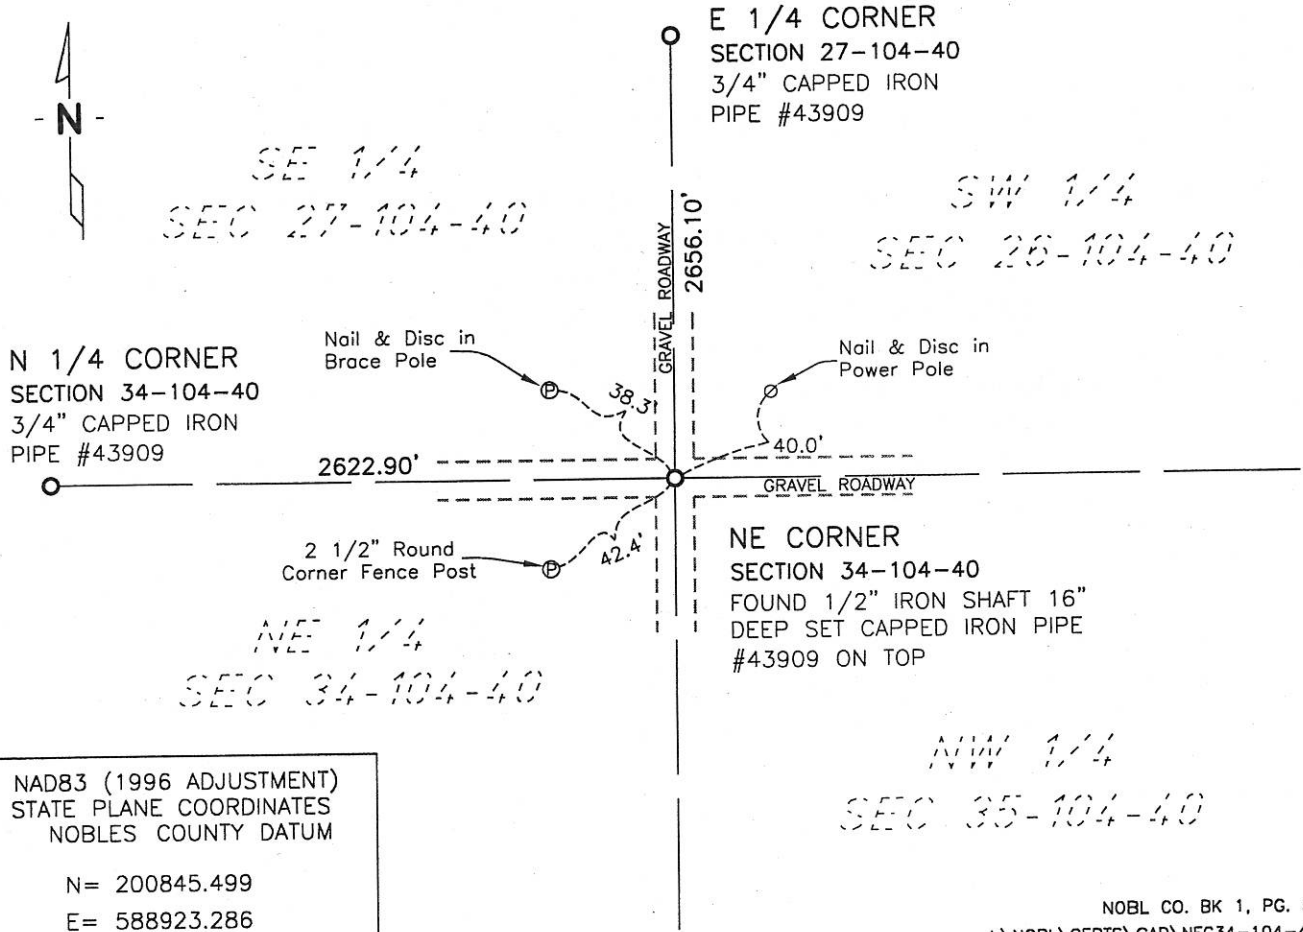 E 1/4 CORNER
SECTION 27-104-40
3/4" CAPPED IRON
PIPE #43909
N
SE 1/4
SEC 27-104-40
SW 1/4
SEC 26-104-40
GRAVEL ROADWAY
2656.10'
N 1/4 CORNER
SECTION 34-104-40
3/4" CAPPED IRON
PIPE #43909
Nail & Disc in
Brace Pole
P
38.3'
Nail & Disc in
Power Pole
40.0'
2622.90'
GRAVEL ROADWAY
2 1/2" Round
Corner Fence Post
P
42.4'
NE CORNER
SECTION 34-104-40
FOUND 1/2" IRON SHAFT 16"
DEEP SET CAPPED IRON PIPE
#43909 ON TOP
NE 1/4
SEC 34-104-40
NW 1/4
SEC 35-104-40
NAD83 (1996 ADJUSTMENT)
STATE PLANE COORDINATES
NOBLES COUNTY DATUM
N= 200845.499
E= 588923.286
NOBL CO. BK 1, PG.